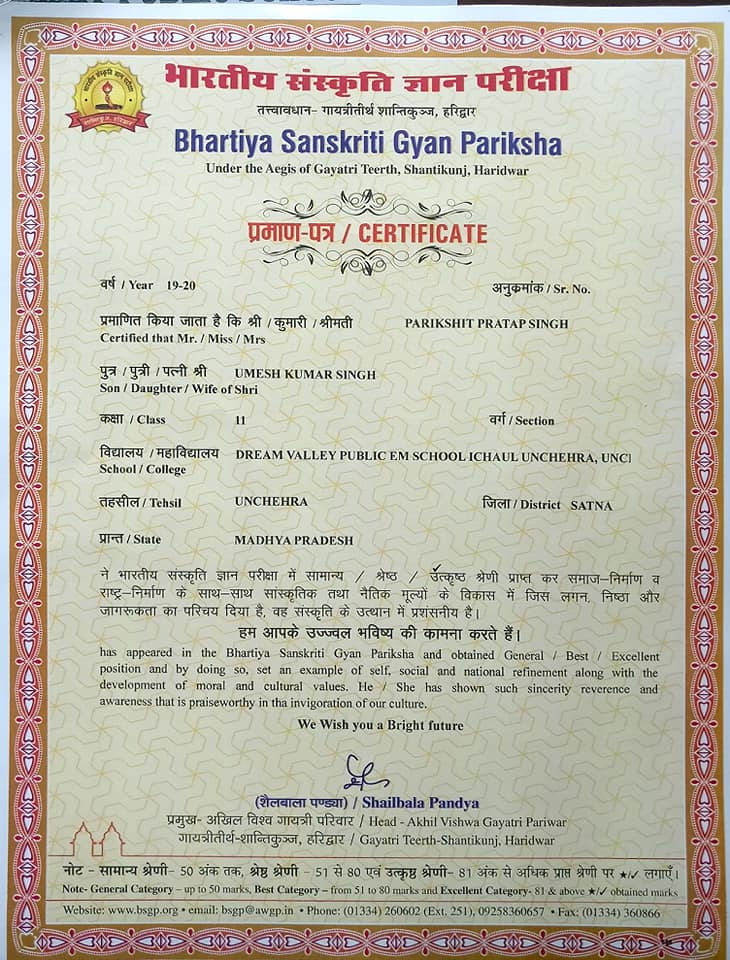 भारतीय संस्कृति ज्ञान परीक्षा
तत्त्वावधान- गायत्रीतीर्थ शान्तिकुञ्ज, हरिद्वार
Bhartiya Sanskriti Gyan Pariksha
Under the Aegis of Gayatri Teerth, Shantikunj, Haridwar
प्रमाण-पत्र / CERTIFICATE
वर्ष / Year 19-20 अनुक्रमांक / Sr. No.
प्रमाणित किया जाता है कि श्री / कुमारी / श्रीमती PARIKSHIT PRATAP SINGH
Certified that Mr. / Miss / Mrs
पुत्र / पुत्री / पत्नी श्री UMESH KUMAR SINGH
Son / Daughter / Wife of Shri
कक्षा / Class 11 वर्ग / Section
विद्यालय / महाविद्यालय DREAM VALLEY PUBLIC EM SCHOOL ICHAUL UNCHEHRA, UNCI
School / College
तहसील / Tehsil UNCHEHRA जिला / District SATNA
प्रान्त / State MADHYA PRADESH
ने भारतीय संस्कृति ज्ञान परीक्षा में सामान्य / श्रेष्ठ / उत्कृष्ठ श्रेणी प्राप्त कर समाज-निर्माण व
राष्ट्र-निर्माण के साथ-साथ सांस्कृतिक तथा नैतिक मूल्यों के विकास में जिस लगन, निष्ठा और
जागरूकता का परिचय दिया है, वह संस्कृति के उत्थान में प्रशंसनीय है।
हम आपके उज्ज्वल भविष्य की कामना करते हैं।
has appeared in the Bhartiya Sanskriti Gyan Pariksha and obtained General / Best / Excellent
position and by doing so, set an example of self, social and national refinement along with the
development of moral and cultural values. He / She has shown such sincerity reverence and
awareness that is praiseworthy in tha invigoration of our culture.
We Wish you a Bright future
(शैलबाला पण्ड्या) / Shailbala Pandya
प्रमुख- अखिल विश्व गायत्री परिवार / Head - Akhil Vishwa Gayatri Pariwar
गायत्रीतीर्थ-शान्तिकुञ्ज, हरिद्वार / Gayatri Teerth-Shantikunj, Haridwar
नोट - सामान्य श्रेणी- 50 अंक तक, श्रेष्ठ श्रेणी - 51 से 80 एवं उत्कृष्ठ श्रेणी- 81 अंक से अधिक प्राप्त श्रेणी पर ★/✓ लगाएँ।
Note- General Category – up to 50 marks, Best Category – from 51 to 80 marks and Excellent Category- 81 & above ★/✓ obtained marks
Website: www.bsgp.org • email: bsgp@awgp.in • Phone: (01334) 260602 (Ext. 251), 09258360657 • Fax: (01334) 360866